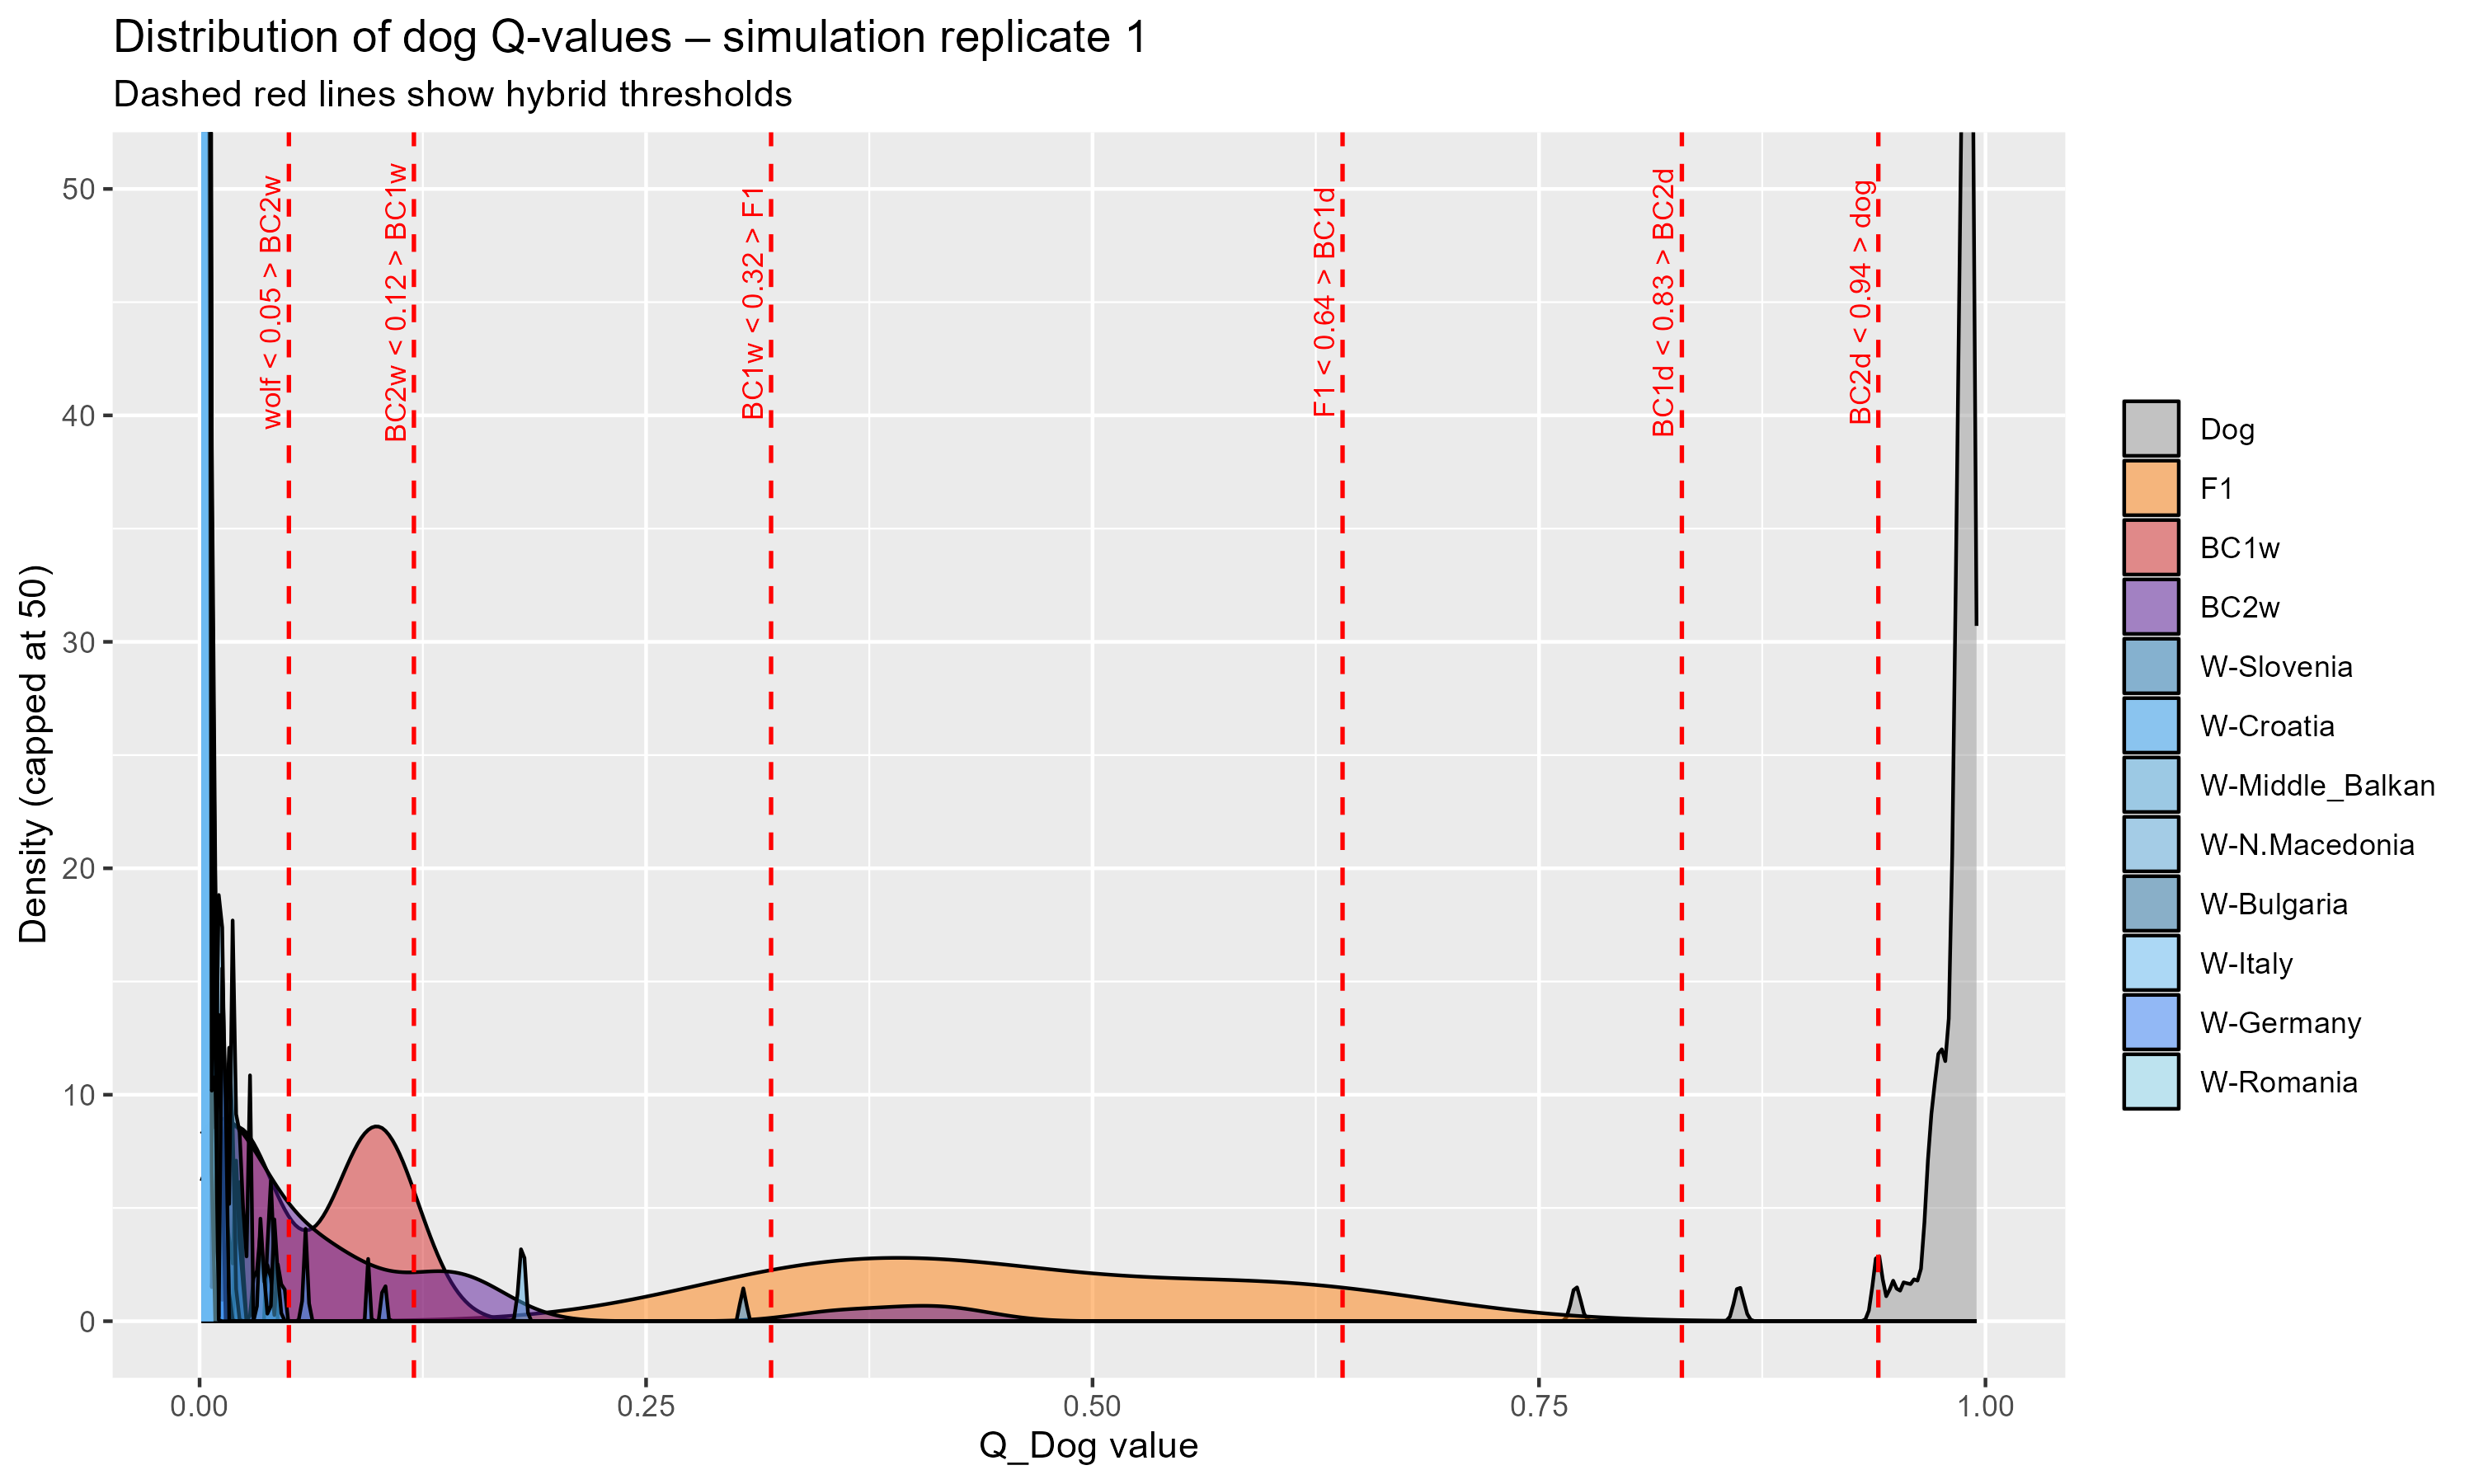 Distribution of dog Q-values – simulation replicate 1
Dashed red lines show hybrid thresholds
Density (capped at 50)
50
40
30
20
10
0
wolf < 0.05 > BC2w
BC2w < 0.12 > BC1w
BC1w < 0.32 > F1
F1 < 0.64 > BC1d
BC1d < 0.83 > BC2d
BC2d < 0.94 > dog
0.00
0.25
0.50
0.75
1.00
Q_Dog value
Dog
F1
BC1w
BC2w
W-Slovenia
W-Croatia
W-Middle_Balkan
W-N.Macedonia
W-Bulgaria
W-Italy
W-Germany
W-Romania